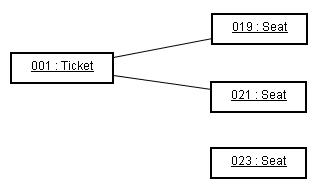 019 : Seat
001 : Ticket
021 : Seat
023 : Seat